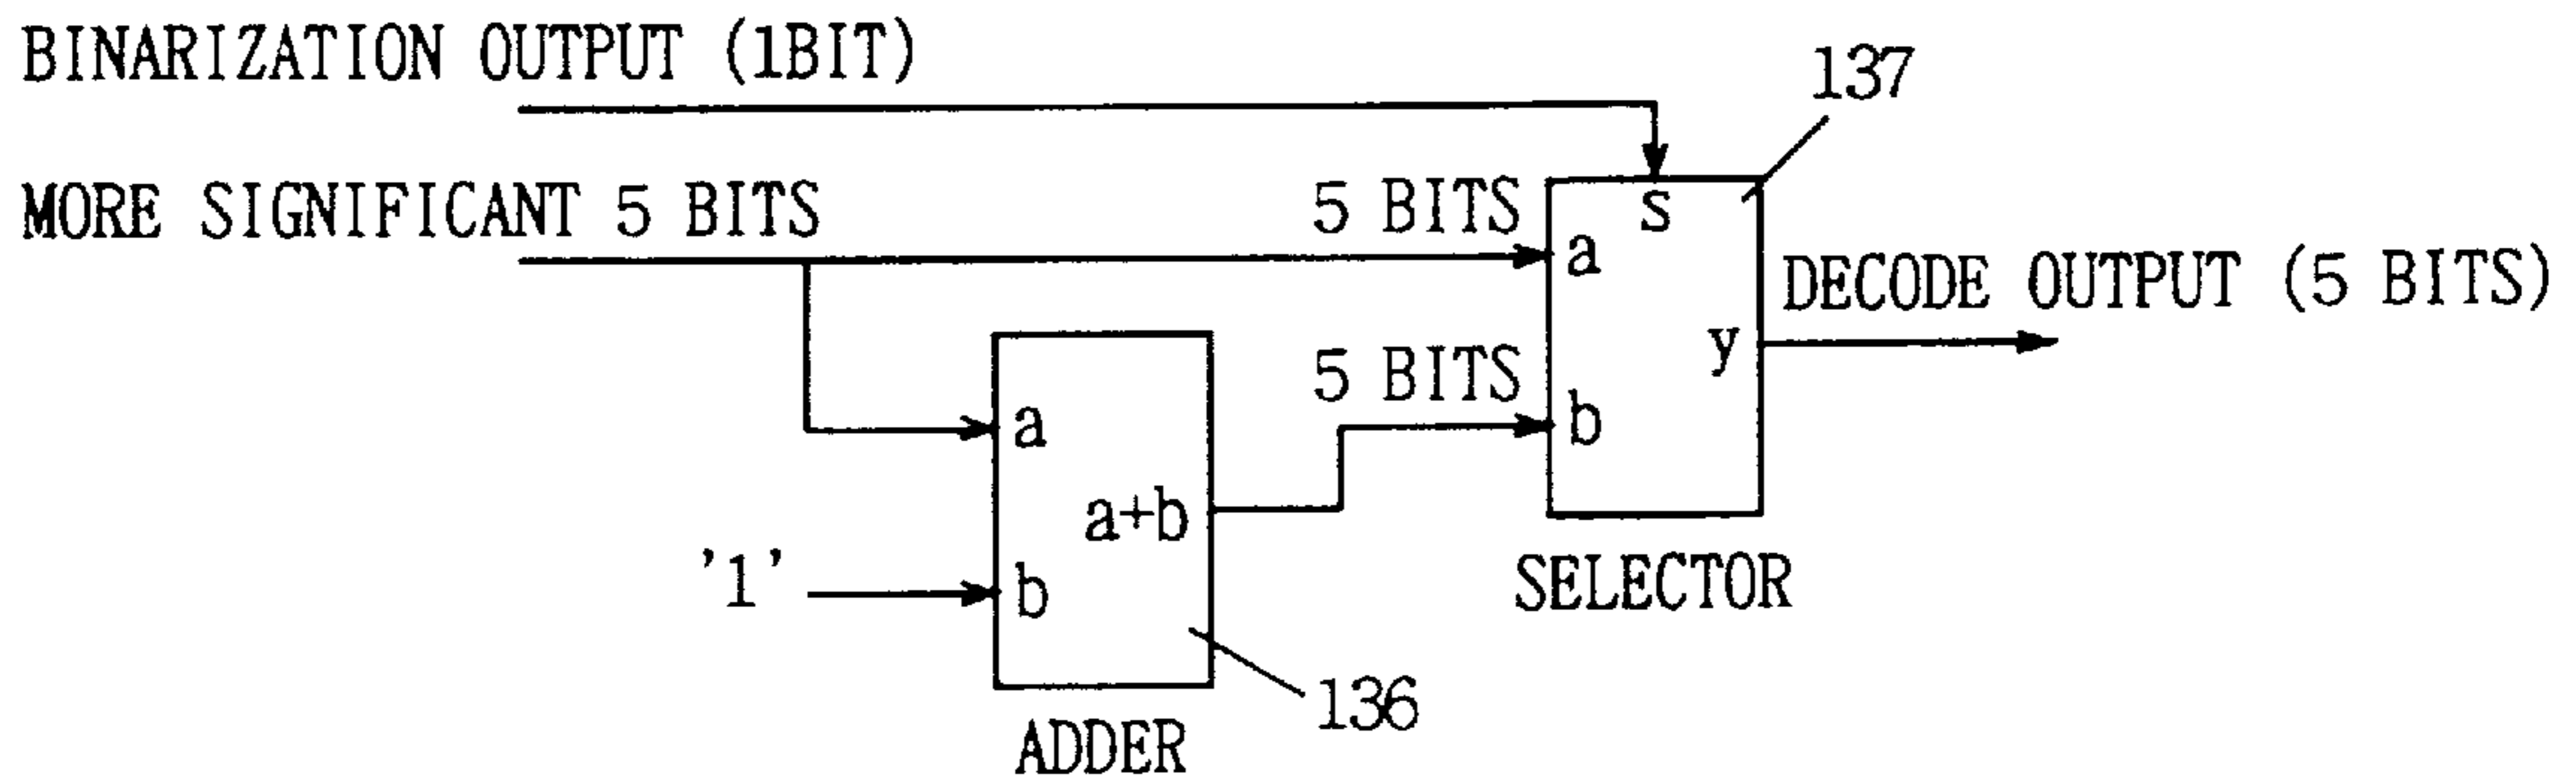 BINARIZATION OUTPUT (1BIT)
137
MORE SIGNIFICANT 5 BITS
5 BITS
s
a
DECODE OUTPUT (5 BITS)
y
5 BITS
b
a
a+b
'1'
b
SELECTOR
136
ADDER